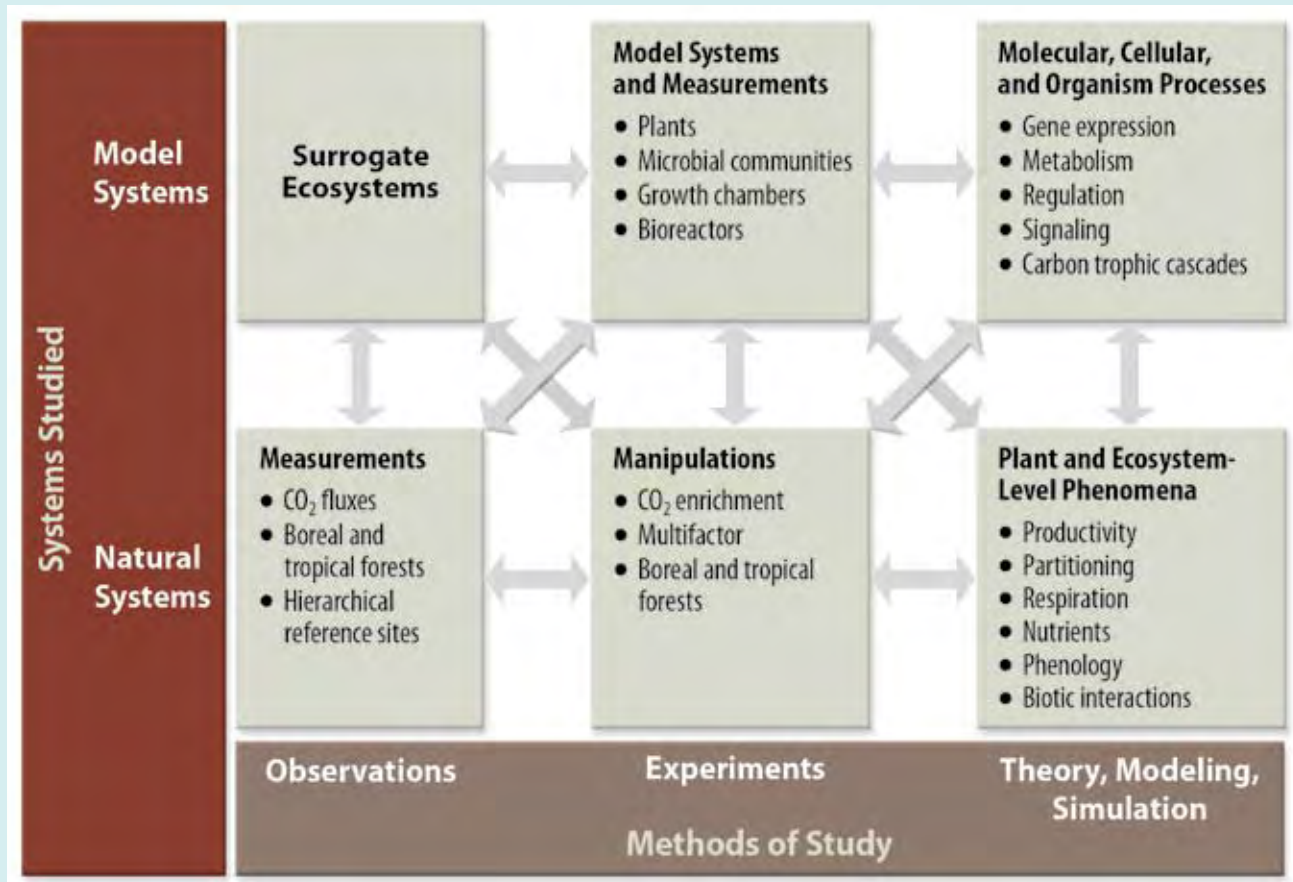 Systems Studied
Model
Systems
Natural
Systems
Surrogate
Ecosystems
Model Systems
and Measurements
• Plants
• Microbial communities
• Growth chambers
• Bioreactors
Molecular, Cellular,
and Organism Processes
• Gene expression
• Metabolism
• Regulation
• Signaling
• Carbon trophic cascades
Measurements
• CO₂ fluxes
• Boreal and
tropical forests
• Hierarchical
reference sites
Manipulations
• CO₂ enrichment
• Multifactor
• Boreal and tropical
forests
Plant and Ecosystem-
Level Phenomena
• Productivity
• Partitioning
• Respiration
• Nutrients
• Phenology
• Biotic interactions
Observations
Experiments
Theory, Modeling,
Simulation
Methods of Study